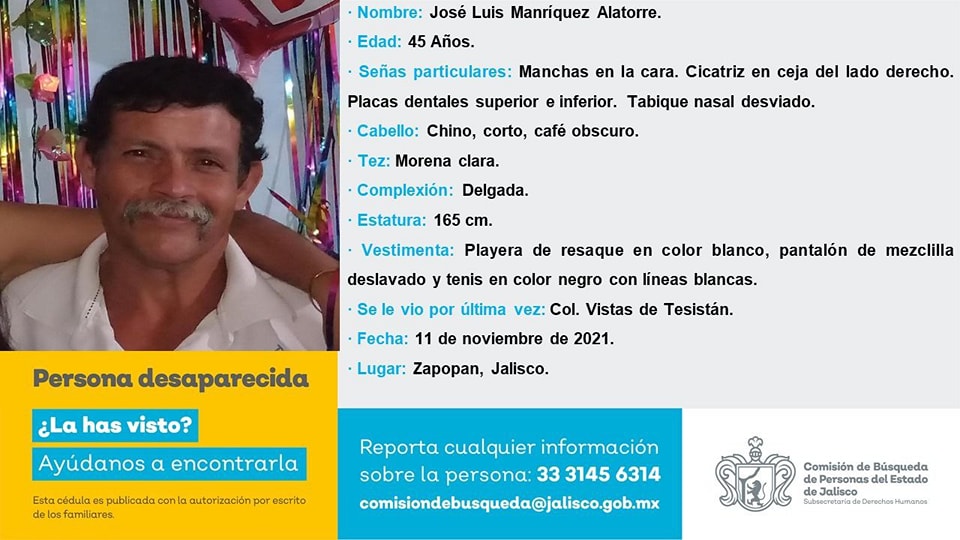 · Nombre: José Luis Manríquez Alatorre.
· Edad: 45 Años.
· Señas particulares: Manchas en la cara. Cicatriz en ceja del lado derecho.
Placas dentales superior e inferior. Tabique nasal desviado.
· Cabello: Chino, corto, café obscuro.
· Tez: Morena clara.
· Complexión: Delgada.
· Estatura: 165 cm.
· Vestimenta: Playera de resaque en color blanco, pantalón de mezclilla
deslavado y tenis en color negro con líneas blancas.
· Se le vio por última vez: Col. Vistas de Tesistán.
· Fecha: 11 de noviembre de 2021.
· Lugar: Zapopan, Jalisco.
Persona desaparecida
¿La has visto?
Ayúdanos a encontrarla
Esta cédula es publicada con la autorización por escrito
de los familiares.
Reporta cualquier información
sobre la persona: 33 3145 6314
comisiondebusqueda@jalisco.gob.mx
Comisión de Búsqueda
de Personas del Estado
de Jalisco
Subsecretaría de Derechos Humanos